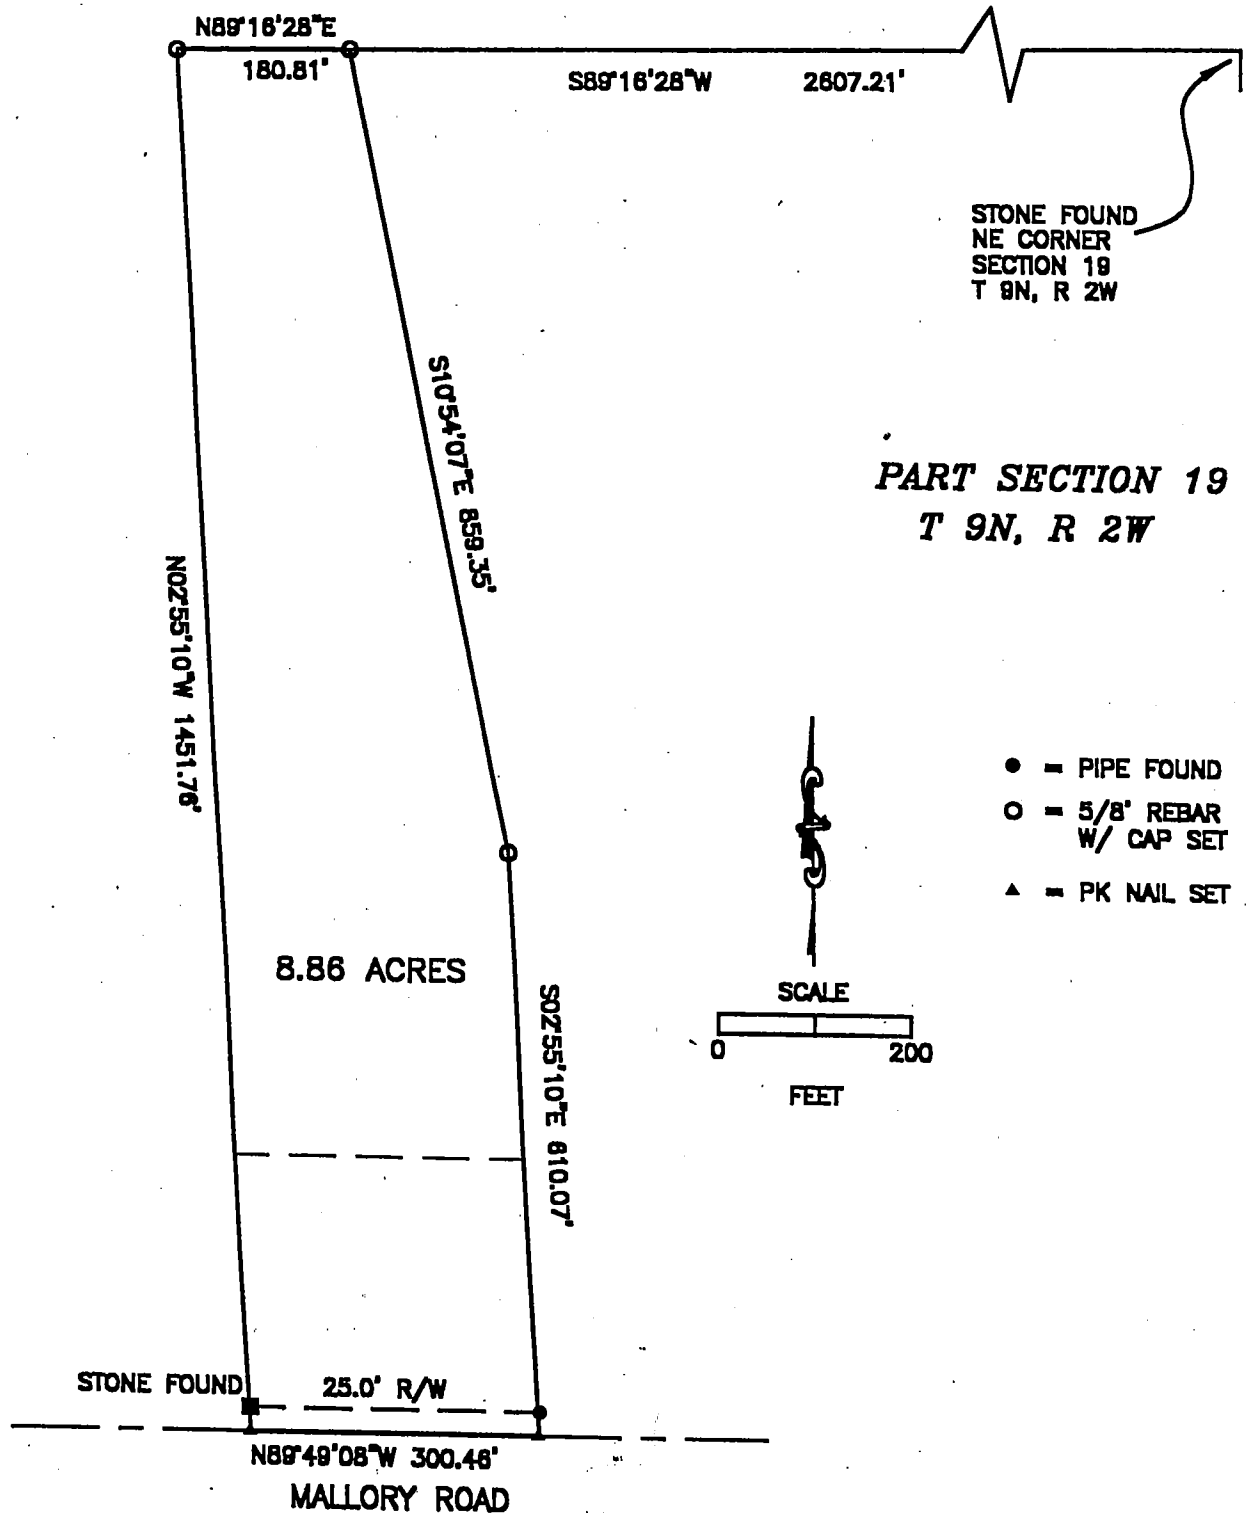 N89°16'28"E
180.81'
S89°16'28"W 2607.21'
STONE FOUND
NE CORNER
SECTION 19
T 9N, R 2W
S10°54'07"E 859.35'
PART SECTION 19
T 9N, R 2W
N02°55'10"W 1451.76'
● = PIPE FOUND
○ = 5/8" REBAR
W/ CAP SET
▲ = PK NAIL SET
8.86 ACRES
SCALE
0 200
FEET
S02°55'10"E 610.07'
STONE FOUND
25.0' R/W
N89°49'08"W 300.46'
MALLORY ROAD